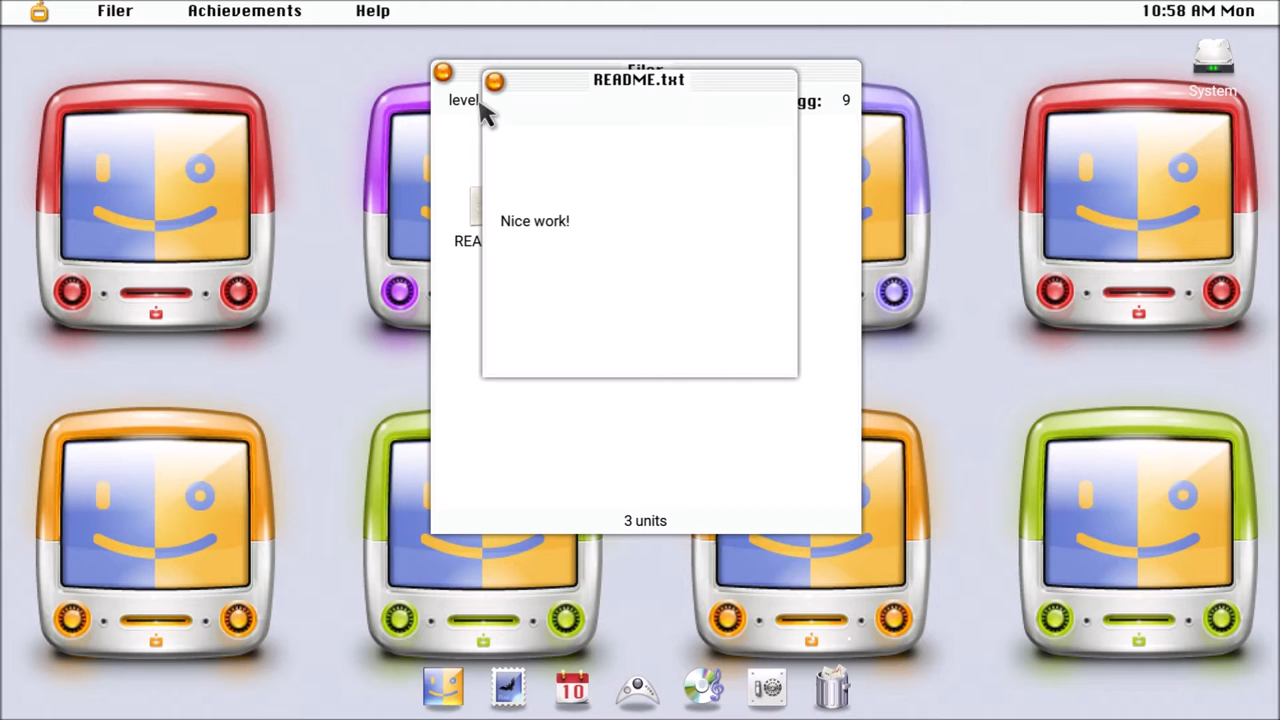 Filer Achievements Help 10:58 AM Mon
System
README.txt
level gg: 9
Nice work!
REA
3 units
10